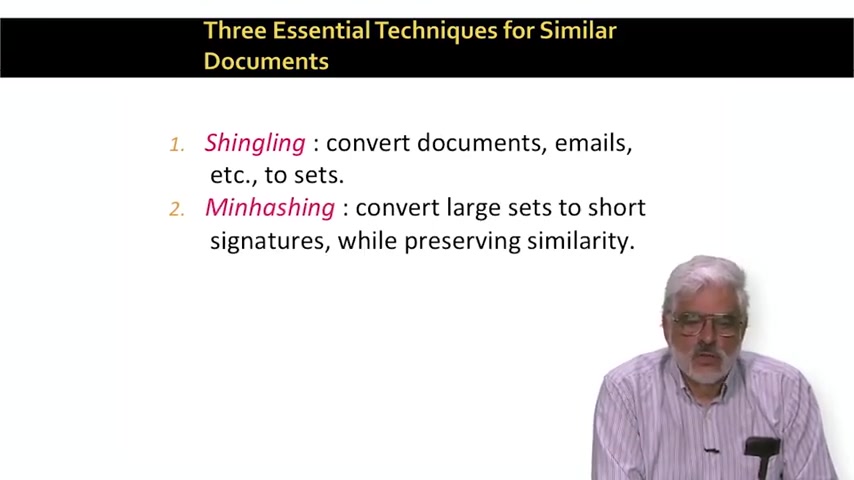 Three Essential Techniques for Similar
Documents
1. Shingling : convert documents, emails,
etc., to sets.
2. Minhashing : convert large sets to short
signatures, while preserving similarity.